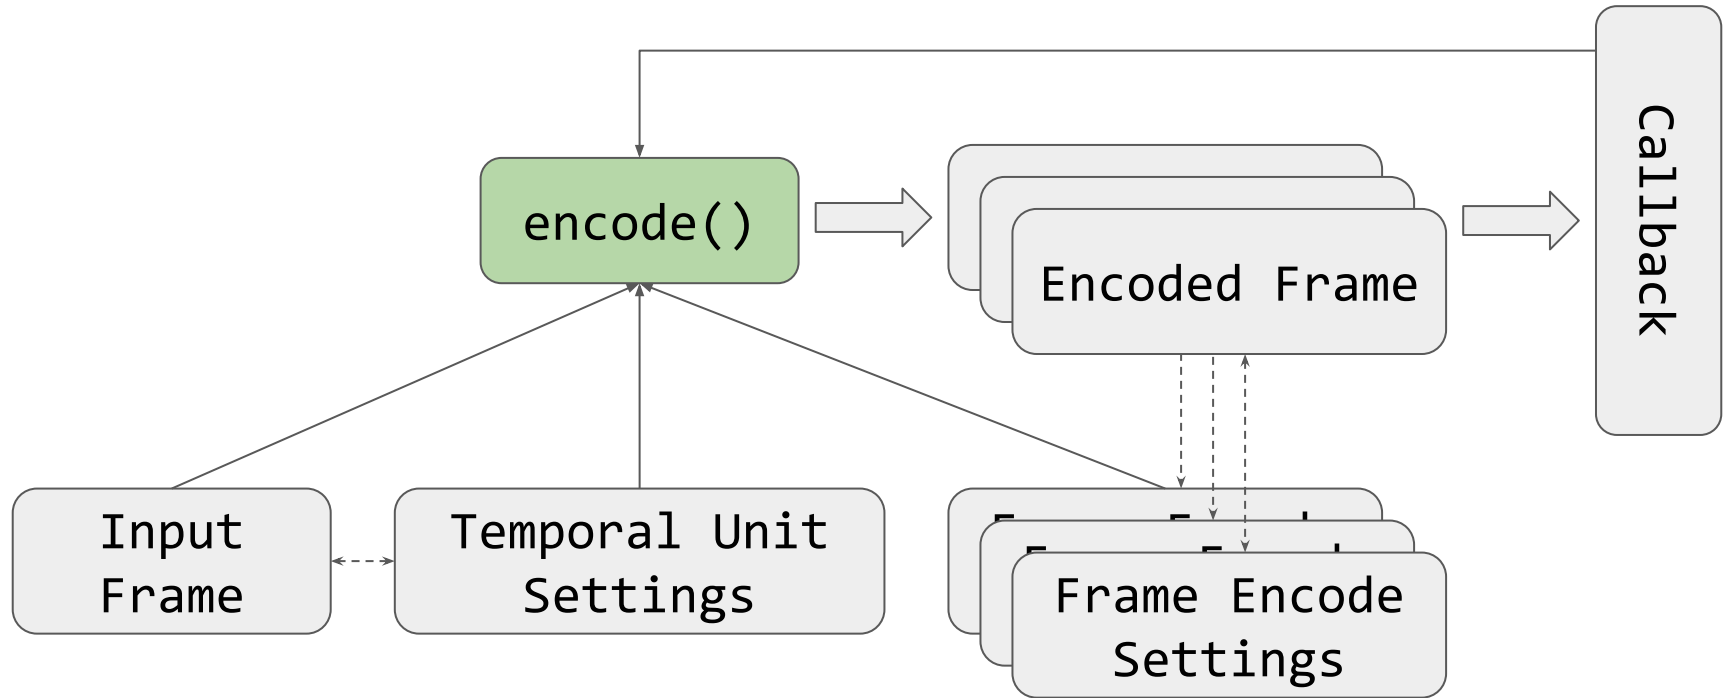 Callback
encode()
Encoded Frame
Input
Frame
Temporal Unit
Settings
Frame Encode
Settings